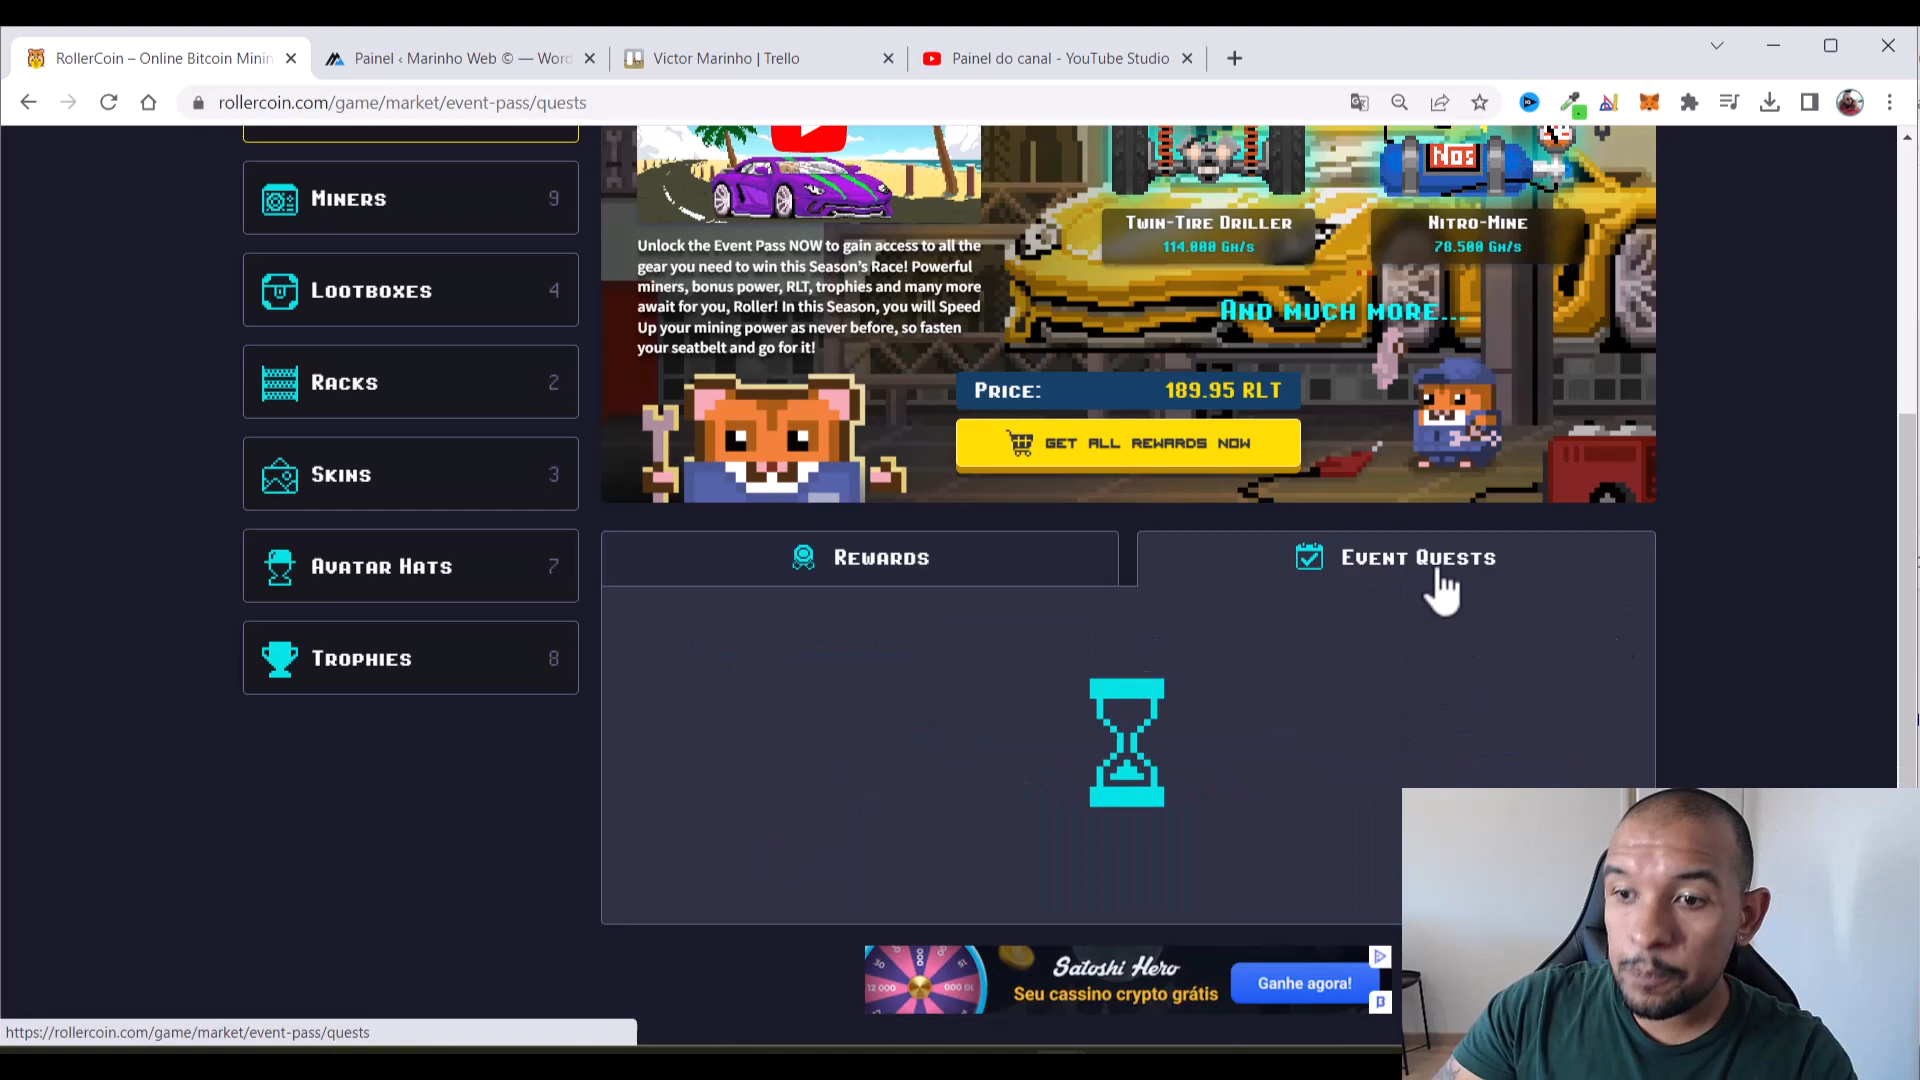 RollerCoin – Online Bitcoin Minin
Painel ‹ Marinho Web © — Word
Victor Marinho | Trello
Painel do canal - YouTube Studio
rollercoin.com/game/market/event-pass/quests
Miners 9
Lootboxes 4
Racks 2
Skins 3
Avatar Hats 7
Trophies 8
Unlock the Event Pass NOW to gain access to all the
gear you need to win this Season's Race! Powerful
miners, bonus power, RLT, trophies and many more
await for you, Roller! In this Season, you will Speed
Up your mining power as never before, so fasten
your seatbelt and go for it!
Nos
Twin-Tire Driller
114.000 Gh/s
Nitro-Mine
78.500 Gh/s
And much more...
Price: 189.95 RLT
Get all rewards now
Rewards
Event Quests
Satoshi Hero
Seu cassino crypto grátis
Ganhe agora!
https://rollercoin.com/game/market/event-pass/quests